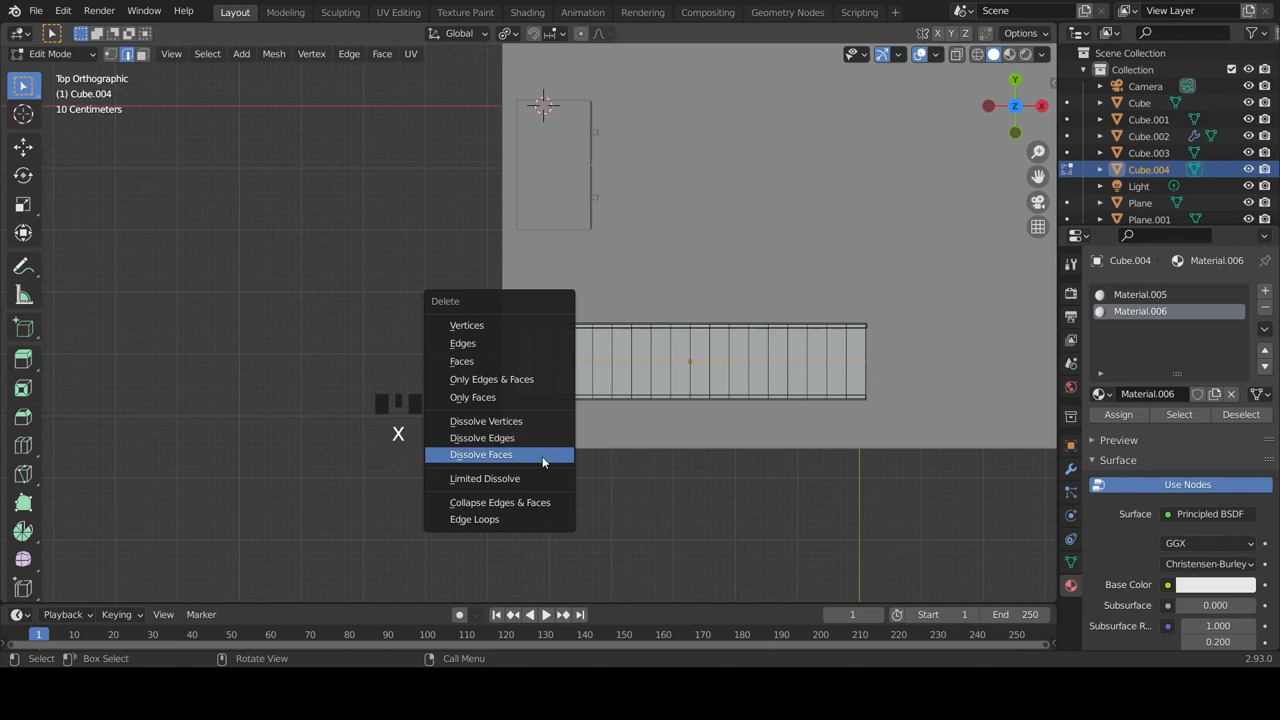 File Edit Render Window Help Layout Modeling Sculpting UV Editing Texture Paint Shading Animation Rendering Compositing Geometry Nodes Scripting + Scene View Layer
Global Options
Edit Mode View Select Add Mesh Vertex Edge Face UV X Y Z
Top Orthographic
(1) Cube.004
10 Centimeters
Y
Z
X
Scene Collection
Collection
Camera
Cube
Cube.001
Cube.002
Cube.003
Cube.004
Light
Plane
Plane.001
Cube.004 Material.006
Material.005
Material.006
Material.006
Assign Select Deselect
Preview
Surface
Use Nodes
Surface Principled BSDF
GGX
Christensen-Burley
Base Color
Subsurface 0.000
Subsurface R... 1.000
0.200
Delete
Vertices
Edges
Faces
Only Edges & Faces
Only Faces
Dissolve Vertices
Dissolve Edges
Dissolve Faces
Limited Dissolve
Collapse Edges & Faces
Edge Loops
X
Playback Keying View Marker 1 Start 1 End 250
1 10 20 30 40 50 60 70 80 90 100 110 120 130 140 150 160 170 180 190 200 210 220 230 240 250
Select Box Select Rotate View Call Menu 2.93.0